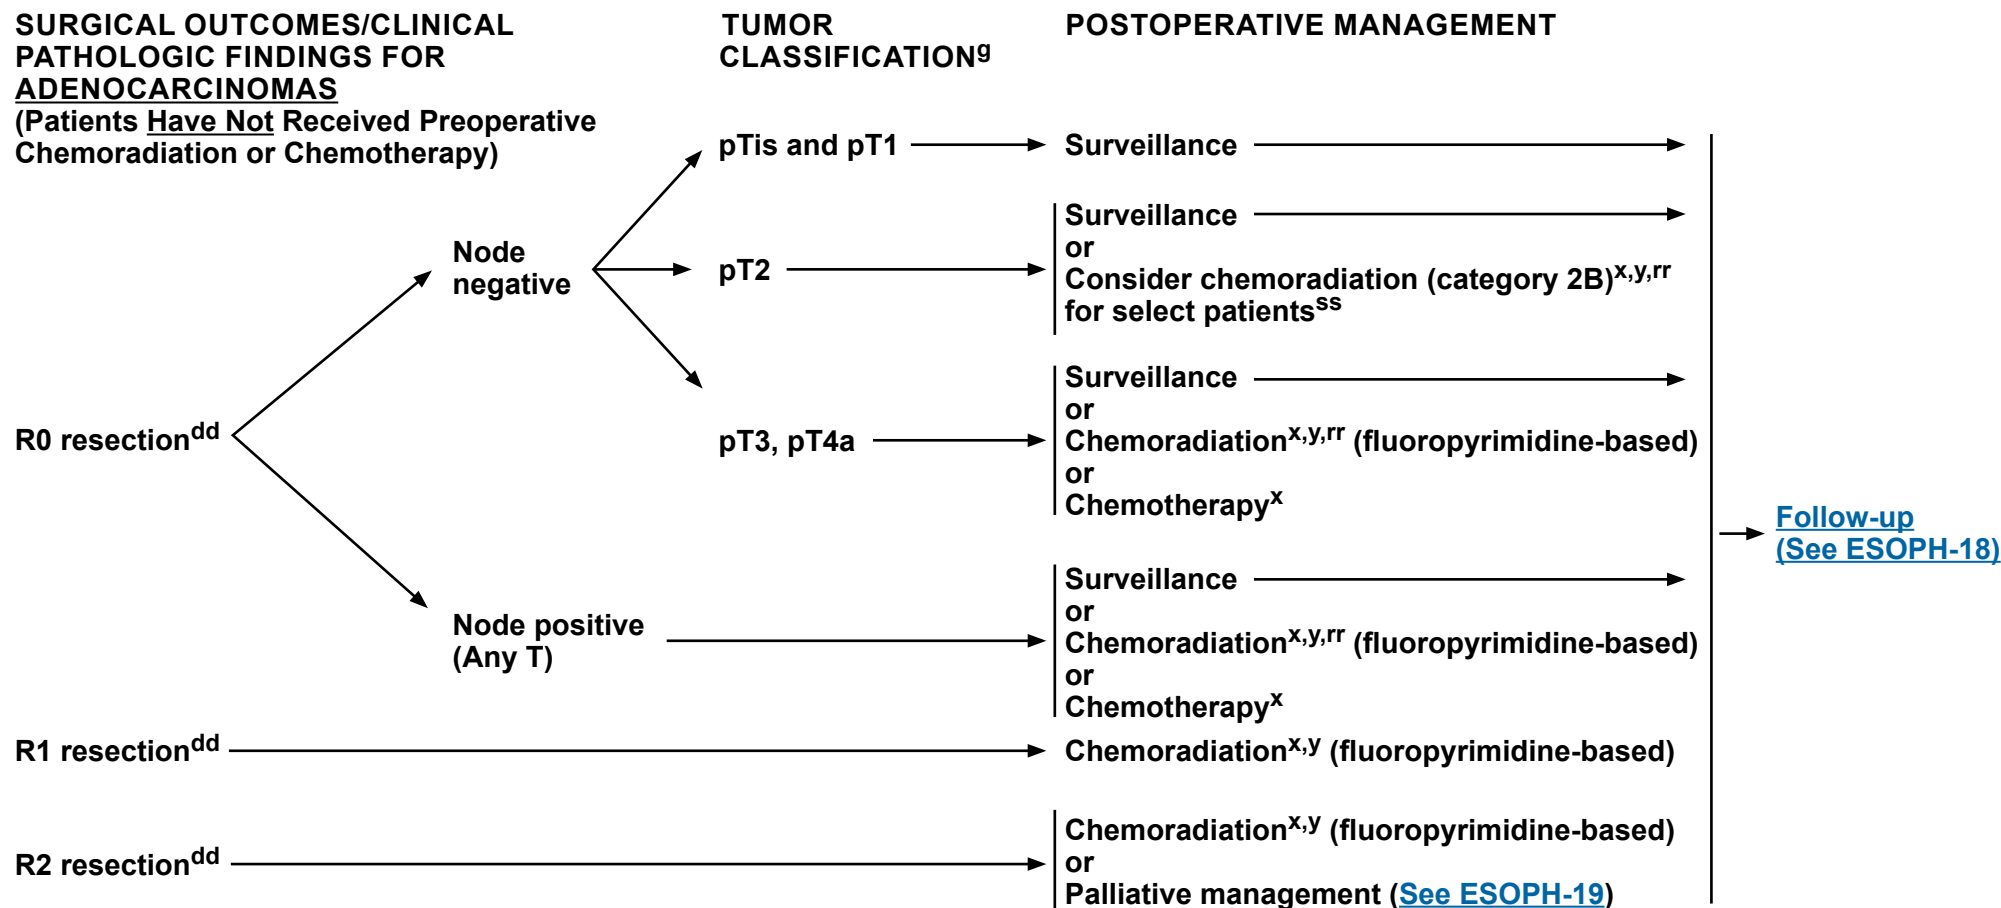 SURGICAL OUTCOMES/CLINICAL
PATHOLOGIC FINDINGS FOR
ADENOCARCINOMAS
(Patients Have Not Received Preoperative
Chemoradiation or Chemotherapy)
TUMOR
CLASSIFICATIONg
POSTOPERATIVE MANAGEMENT
R0 resectiondd
Node
negative
pTis and pT1
Surveillance
pT2
Surveillance
or
Consider chemoradiation (category 2B)x,y,rr
for select patientsss
pT3, pT4a
Surveillance
or
Chemoradiationx,y,rr (fluoropyrimidine-based)
or
Chemotherapyx
Node positive
(Any T)
Surveillance
or
Chemoradiationx,y,rr (fluoropyrimidine-based)
or
Chemotherapyx
R1 resectiondd
Chemoradiationx,y (fluoropyrimidine-based)
R2 resectiondd
Chemoradiationx,y (fluoropyrimidine-based)
or
Palliative management (See ESOPH-19)
Follow-up
(See ESOPH-18)